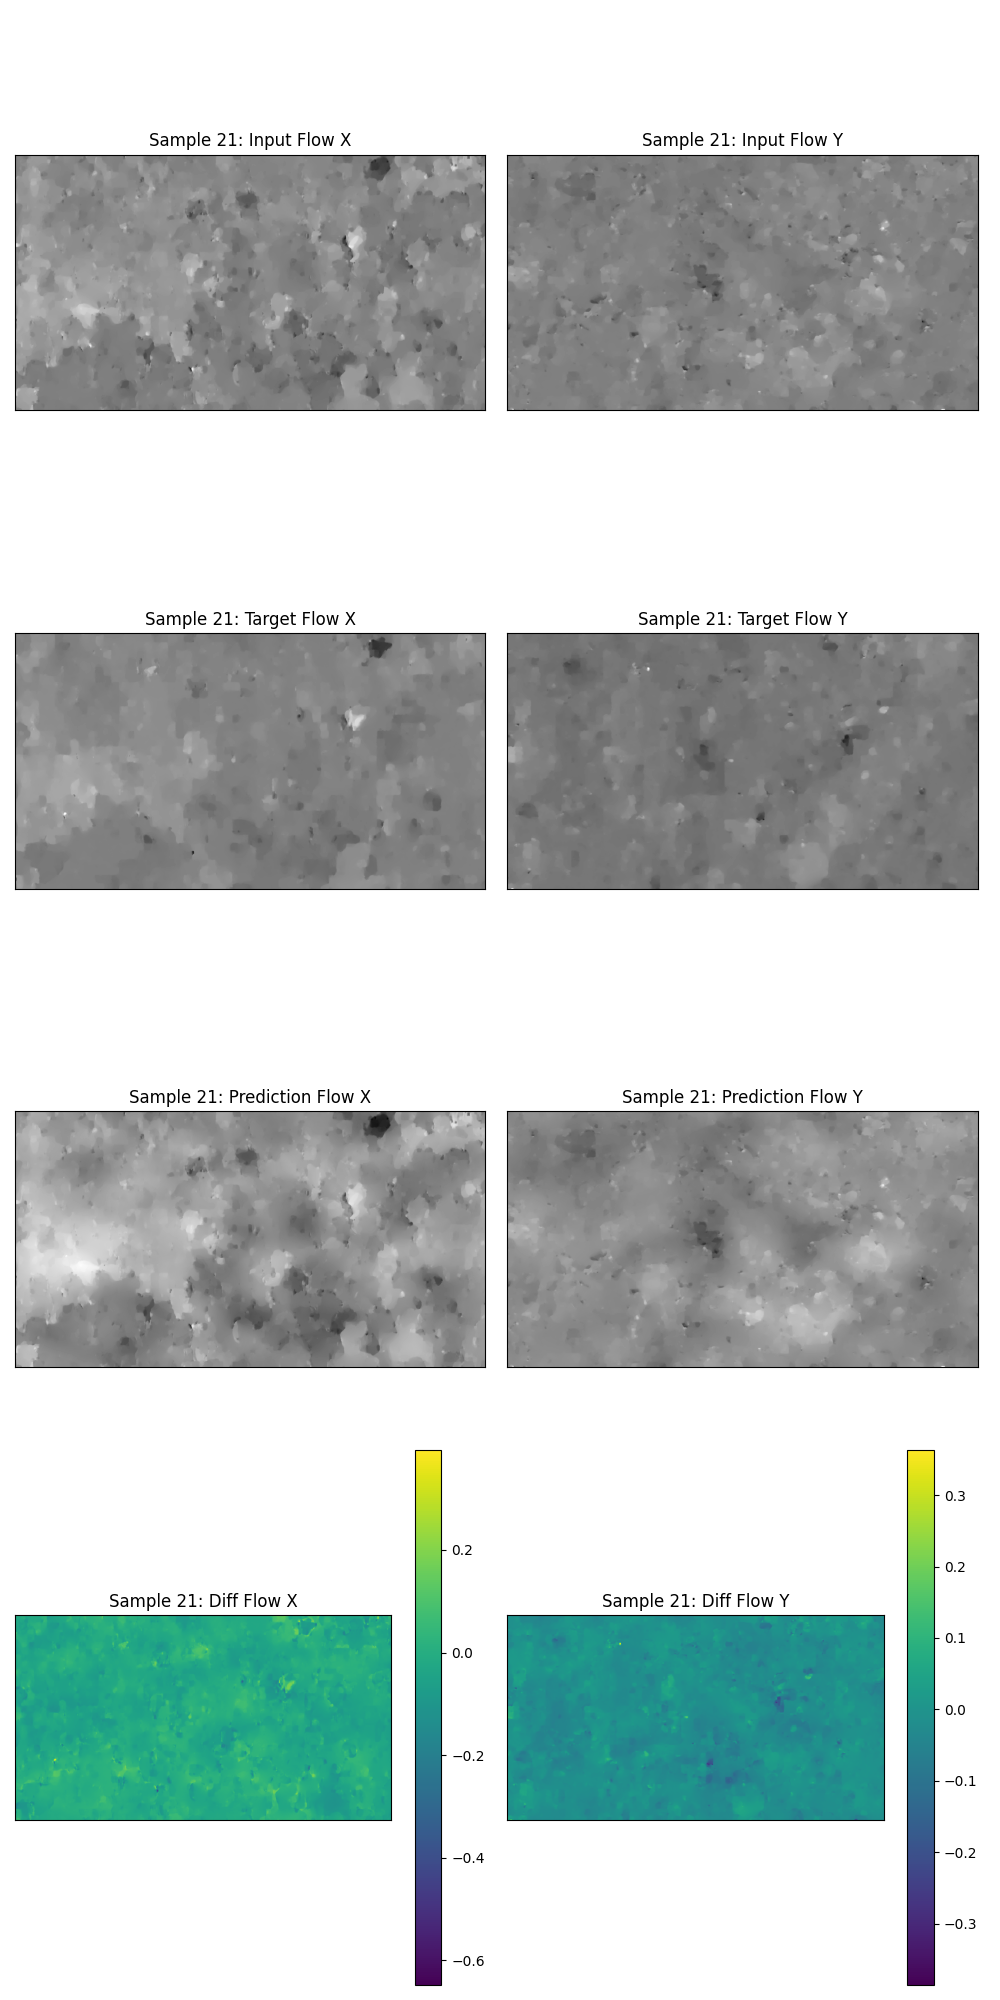 Sample 21: Input Flow X
Sample 21: Input Flow Y
Sample 21: Target Flow X
Sample 21: Target Flow Y
Sample 21: Prediction Flow X
Sample 21: Prediction Flow Y
Sample 21: Diff Flow X
0.2
0.0
−0.2
−0.4
−0.6
Sample 21: Diff Flow Y
0.3
0.2
0.1
0.0
−0.1
−0.2
−0.3